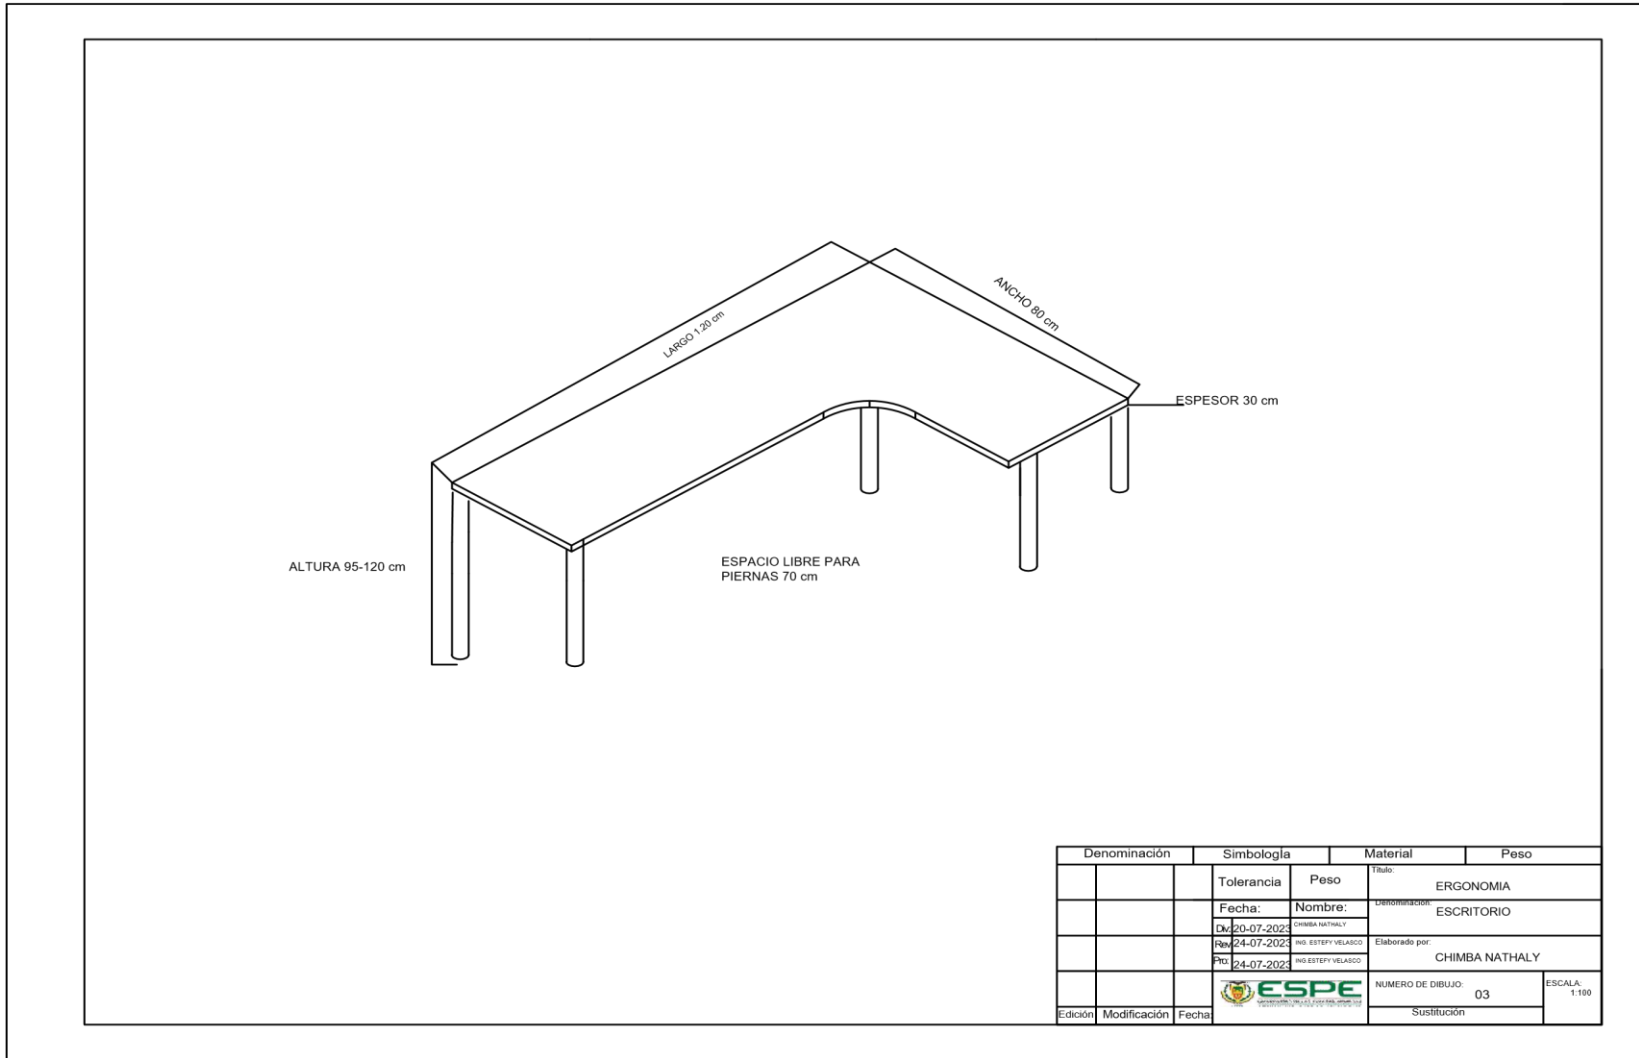 ANCHO 80 cm
LARGO 1.20 cm
ESPESOR 30 cm
ALTURA 95-120 cm
ESPACIO LIBRE PARA
PIERNAS 70 cm
Denominación Simbología Material Peso
Tolerancia Peso
Título:
ERGONOMIA
Fecha: Nombre:
Denominación:
ESCRITORIO
20-07-2023 CHIMBA NATHALY
Rev 24-07-2023 ING. ESTEFY VELASCO
Elaborado por:
CHIMBA NATHALY
Pro: 24-07-2023 ING.ESTEFY VELASCO
ESPE
NUMERO DE DIBUJO:
03
ESCALA:
1:100
Edición Modificación Fecha:
Sustitución